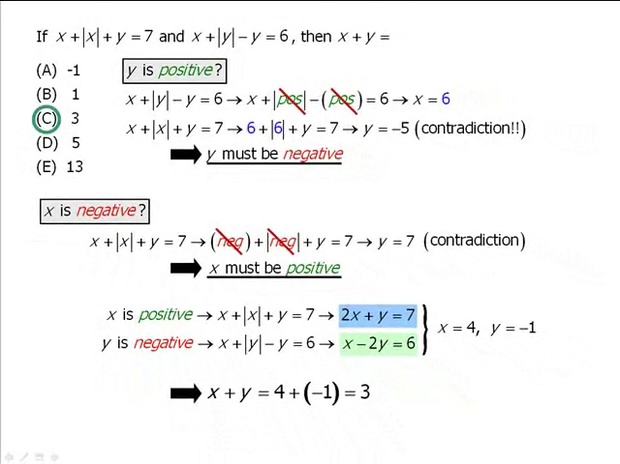 If x + |x| + y = 7 and x + |y| – y = 6, then x + y =
(A) -1
(B) 1
(C) 3
(D) 5
(E) 13
y is positive?
x + |y| – y = 6 → x + |pos| – (pos) = 6 → x = 6
x + |x| + y = 7 → 6 + |6| + y = 7 → y = –5 (contradiction!!)
y must be negative
x is negative?
x + |x| + y = 7 → (neg) + |neg| + y = 7 → y = 7 (contradiction)
x must be positive
x is positive → x + |x| + y = 7 → 2x + y = 7
y is negative → x + |y| – y = 6 → x – 2y = 6
x = 4, y = –1
x + y = 4 + (–1) = 3